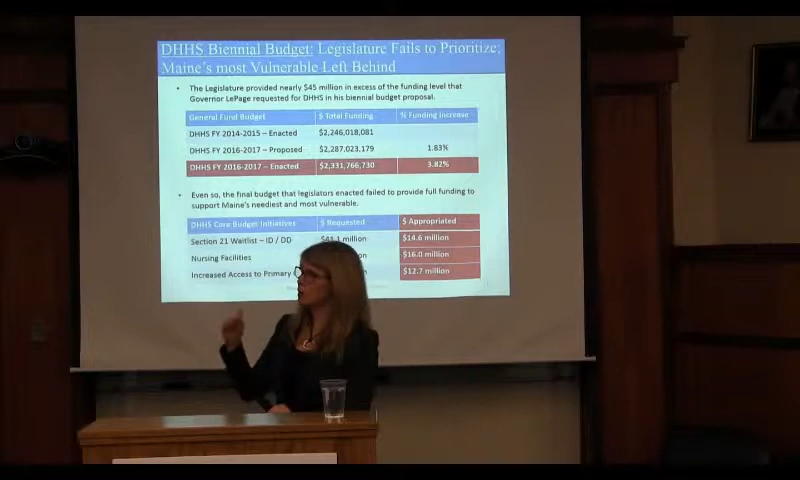 DHHS Biennial Budget: Legislature Fails to Prioritize;
Maine's most Vulnerable Left Behind
• The Legislature provided nearly $45 million in excess of the funding level that
Governor LePage requested for DHHS in his biennial budget proposal.
General Fund Budget $ Total Funding % Funding Increase
DHHS FY 2014-2015 – Enacted $2,246,018,081
DHHS FY 2016-2017 – Proposed $2,287,023,179 1.83%
DHHS FY 2016-2017 – Enacted $2,331,766,730 3.82%
• Even so, the final budget that legislators enacted failed to provide full funding to
support Maine's neediest and most vulnerable.
DHHS Core Budget Initiatives $ Requested $ Appropriated
Section 21 Waitlist – ID / DD million $14.6 million
Nursing Facilities $16.0 million
Increased Access to Primary $12.7 million